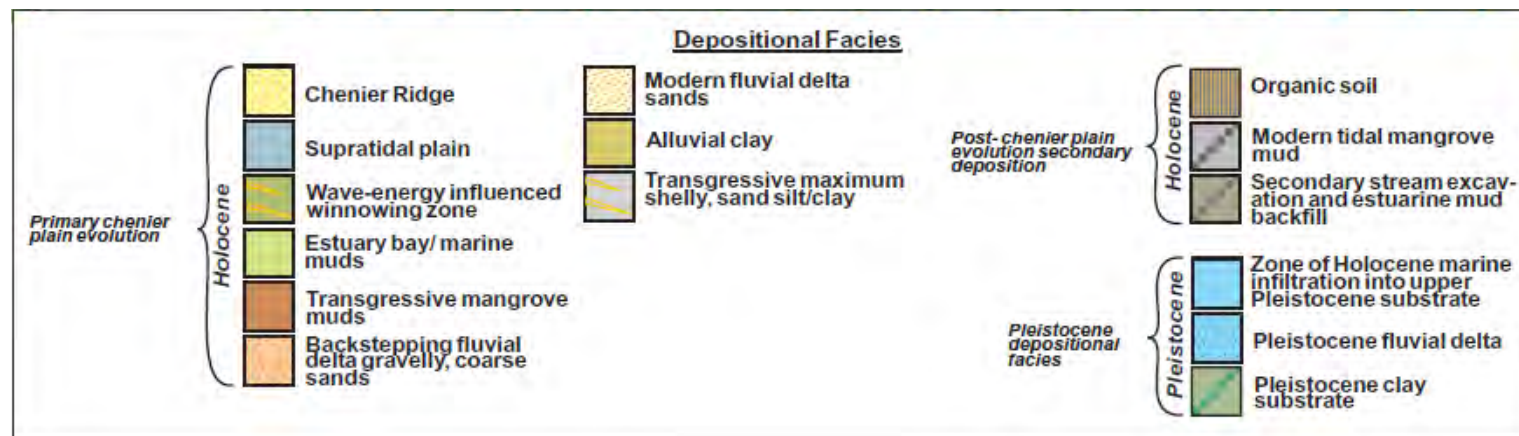 Depositional Facies
Primary chenier
plain evolution
Holocene
Chenier Ridge
Supratidal plain
Wave-energy influenced
winnowing zone
Estuary bay/ marine
muds
Transgressive mangrove
muds
Backstepping fluvial
delta gravelly, coarse
sands
Modern fluvial delta
sands
Alluvial clay
Transgressive maximum
shelly, sand silt/clay
Post- chenier plain
evolution secondary
deposition
Holocene
Organic soil
Modern tidal mangrove
mud
Secondary stream excav-
ation and estuarine mud
backfill
Pleistocene
depositional
facies
Pleistocene
Zone of Holocene marine
infiltration into upper
Pleistocene substrate
Pleistocene fluvial delta
Pleistocene clay
substrate